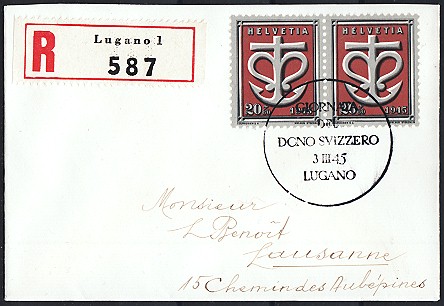 R
Lugano 1
587
HELVETIA HELVETIA
20 1945 20 1945
GIORNATA
DEL
DONO SVIZZERO
3 III 45
LUGANO
Monsieur
L Benoît
Lausanne
15 Chemin des Aubépines